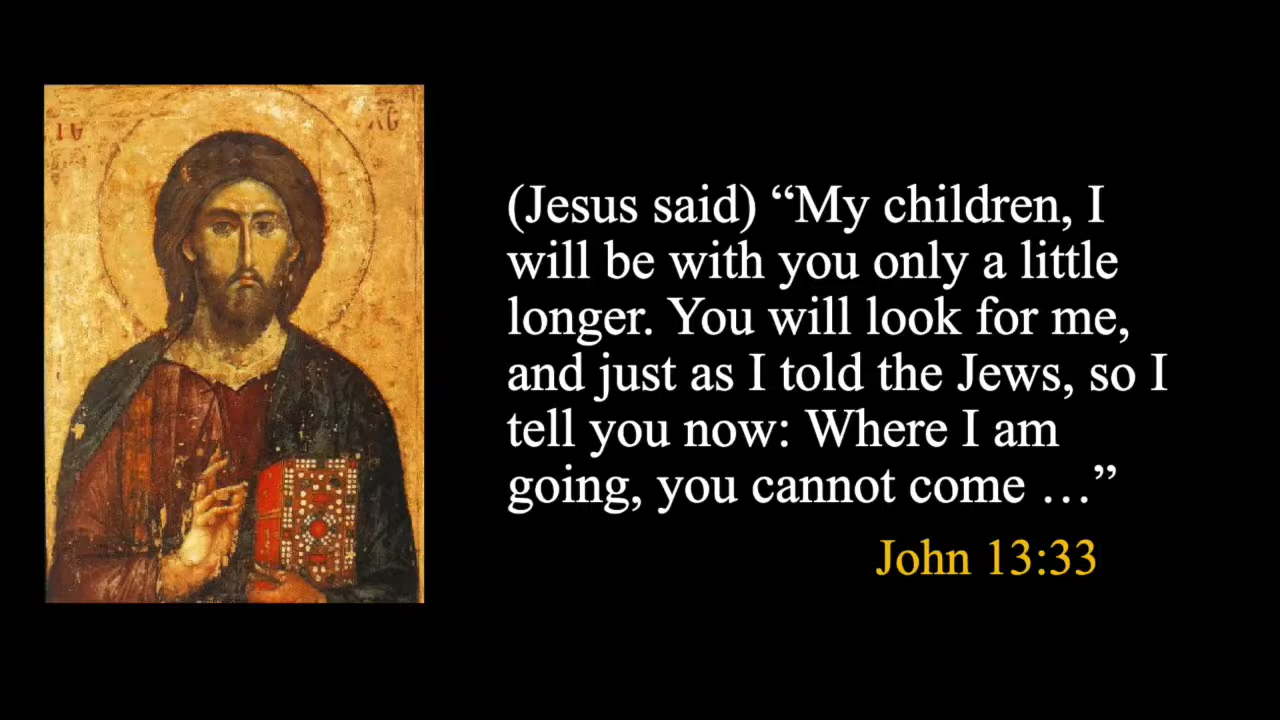 (Jesus said) “My children, I
will be with you only a little
longer. You will look for me,
and just as I told the Jews, so I
tell you now: Where I am
going, you cannot come …”
John 13:33